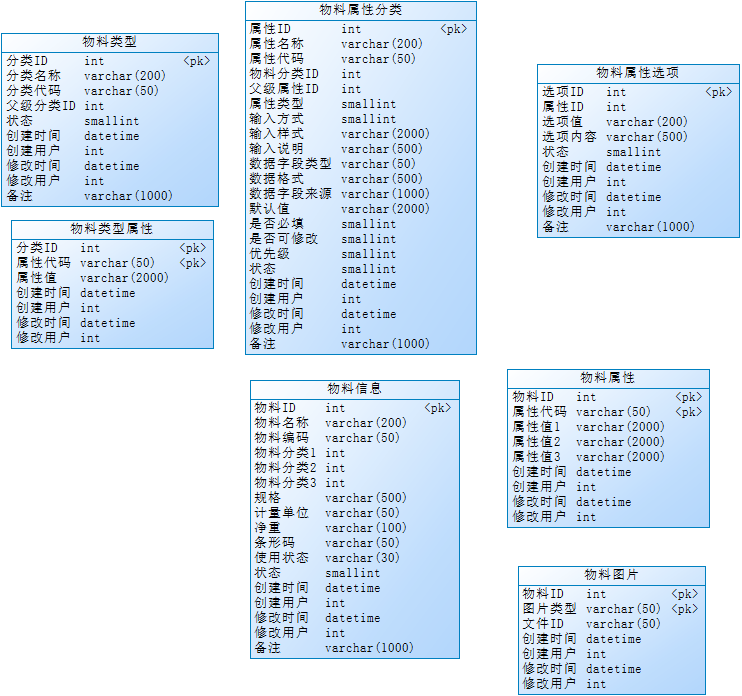 物料类型
分类ID int <pk>
分类名称 varchar(200)
分类代码 varchar(50)
父级分类ID int
状态 smallint
创建时间 datetime
创建用户 int
修改时间 datetime
修改用户 int
备注 varchar(1000)
物料类型属性
分类ID int <pk>
属性代码 varchar(50) <pk>
属性值 varchar(2000)
创建时间 datetime
创建用户 int
修改时间 datetime
修改用户 int
物料属性分类
属性ID int <pk>
属性名称 varchar(200)
属性代码 varchar(50)
物料分类ID int
父级属性ID int
属性类型 smallint
输入方式 smallint
输入样式 varchar(2000)
输入说明 varchar(500)
数据字段类型 varchar(50)
数据格式 varchar(500)
数据字段来源 varchar(1000)
默认值 varchar(2000)
是否必填 smallint
是否可修改 smallint
优先级 smallint
状态 smallint
创建时间 datetime
创建用户 int
修改时间 datetime
修改用户 int
备注 varchar(1000)
物料属性选项
选项ID int <pk>
属性ID int
选项值 varchar(200)
选项内容 varchar(500)
状态 smallint
创建时间 datetime
创建用户 int
修改时间 datetime
修改用户 int
备注 varchar(1000)
物料信息
物料ID int <pk>
物料名称 varchar(200)
物料编码 varchar(50)
物料分类1 int
物料分类2 int
物料分类3 int
规格 varchar(500)
计量单位 varchar(50)
净重 varchar(100)
条形码 varchar(50)
使用状态 varchar(30)
状态 smallint
创建时间 datetime
创建用户 int
修改时间 datetime
修改用户 int
备注 varchar(1000)
物料属性
物料ID int <pk>
属性代码 varchar(50) <pk>
属性值1 varchar(2000)
属性值2 varchar(2000)
属性值3 varchar(2000)
创建时间 datetime
创建用户 int
修改时间 datetime
修改用户 int
物料图片
物料ID int <pk>
图片类型 varchar(50) <pk>
文件ID varchar(50)
创建时间 datetime
创建用户 int
修改时间 datetime
修改用户 int